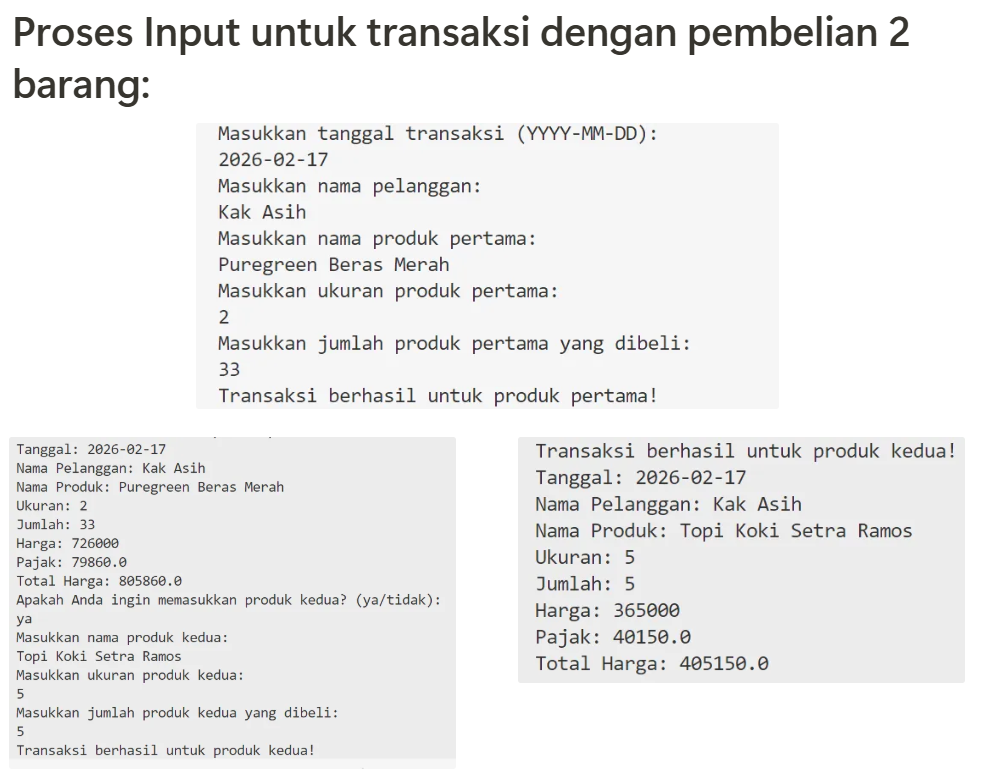 Proses Input untuk transaksi dengan pembelian 2
barang:
Masukkan tanggal transaksi (YYYY-MM-DD):
2026-02-17
Masukkan nama pelanggan:
Kak Asih
Masukkan nama produk pertama:
Puregreen Beras Merah
Masukkan ukuran produk pertama:
2
Masukkan jumlah produk pertama yang dibeli:
33
Transaksi berhasil untuk produk pertama!
Tanggal: 2026-02-17
Nama Pelanggan: Kak Asih
Nama Produk: Puregreen Beras Merah
Ukuran: 2
Jumlah: 33
Harga: 726000
Pajak: 79860.0
Total Harga: 805860.0
Apakah Anda ingin memasukkan produk kedua? (ya/tidak):
ya
Masukkan nama produk kedua:
Topi Koki Setra Ramos
Masukkan ukuran produk kedua:
5
Masukkan jumlah produk kedua yang dibeli:
5
Transaksi berhasil untuk produk kedua!
Transaksi berhasil untuk produk kedua!
Tanggal: 2026-02-17
Nama Pelanggan: Kak Asih
Nama Produk: Topi Koki Setra Ramos
Ukuran: 5
Jumlah: 5
Harga: 365000
Pajak: 40150.0
Total Harga: 405150.0